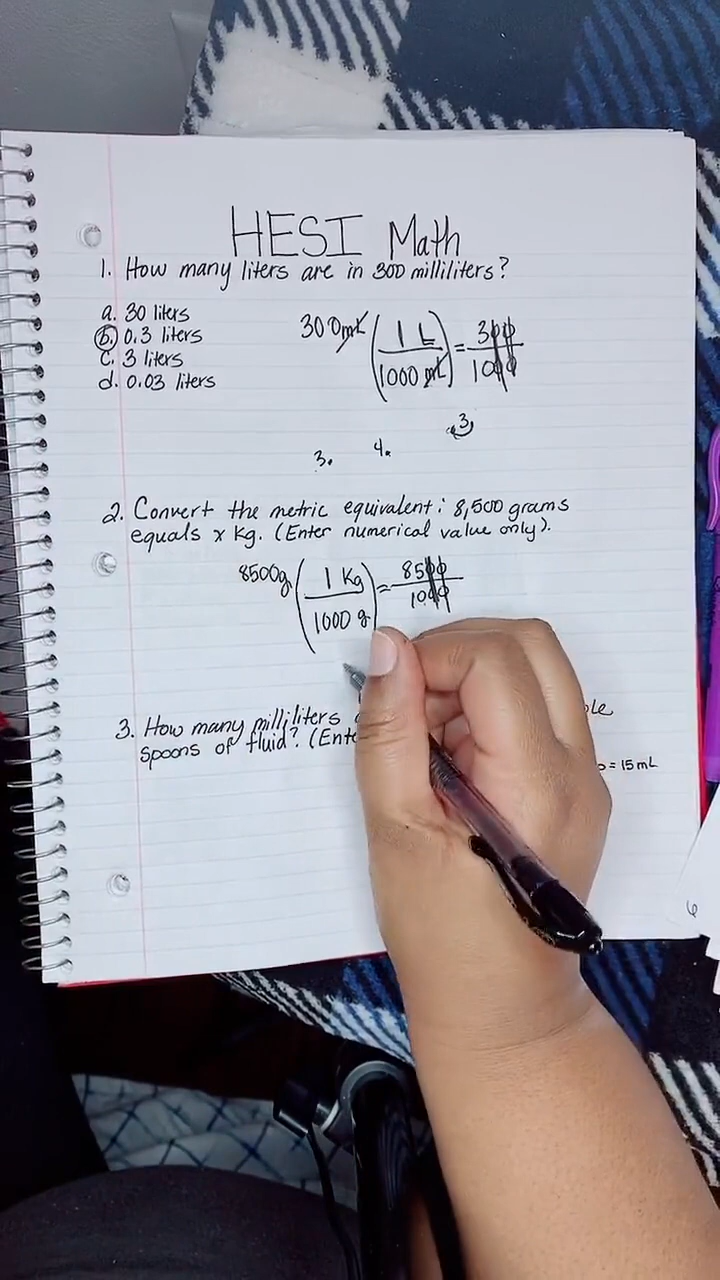 HESI Math
1. How many liters are in 300 milliliters?
a. 30 liters
b. 0.3 liters
c. 3 liters
d. 0.03 liters
300mL (1 L / 1000 mL) = 300 / 1000
.3
3. 4.
2. Convert the metric equivalent: 8,500 grams
equals x Kg. (Enter numerical value only).
8500g (1 Kg / 1000 g) = 8500 / 1000
3. How many milliliters
spoons of fluid? (Ente
= 15 mL
6